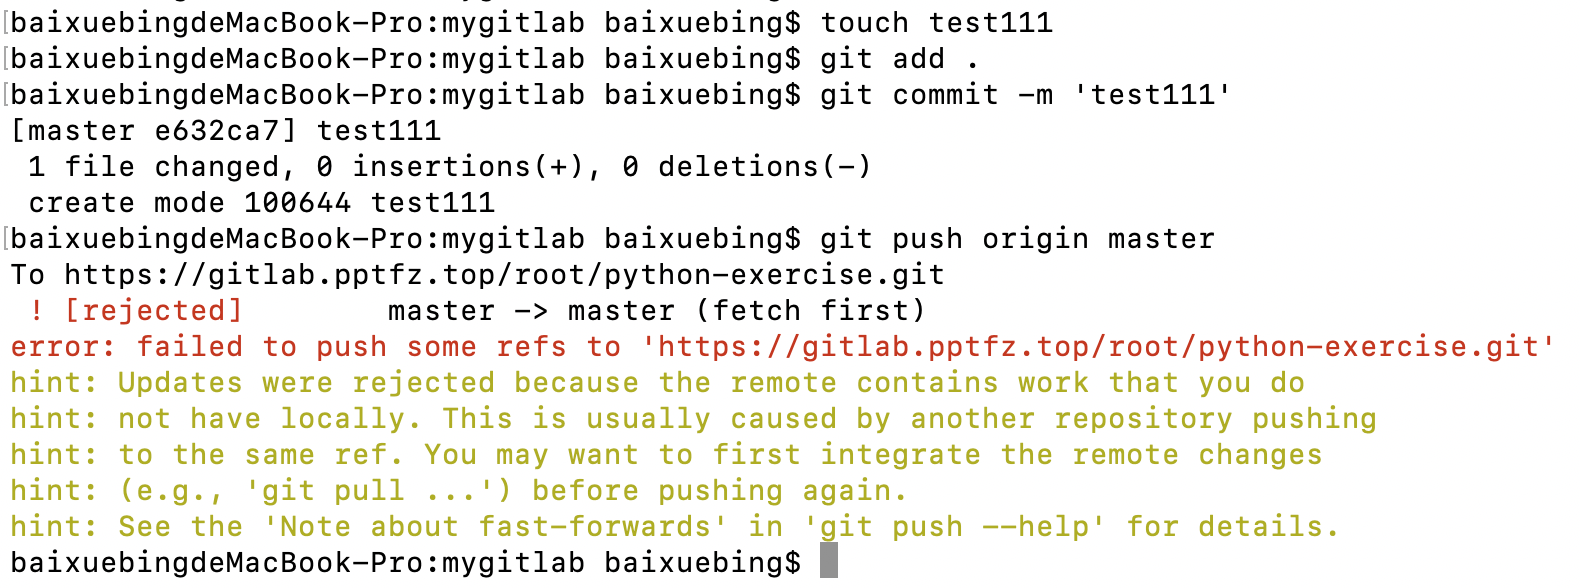 [baixuebingdeMacBook-Pro:mygitlab baixuebing$ touch test111
[baixuebingdeMacBook-Pro:mygitlab baixuebing$ git add .
[baixuebingdeMacBook-Pro:mygitlab baixuebing$ git commit -m 'test111'
[master e632ca7] test111
 1 file changed, 0 insertions(+), 0 deletions(-)
 create mode 100644 test111
[baixuebingdeMacBook-Pro:mygitlab baixuebing$ git push origin master
To https://gitlab.pptfz.top/root/python-exercise.git
 ! [rejected]        master -> master (fetch first)
error: failed to push some refs to 'https://gitlab.pptfz.top/root/python-exercise.git'
hint: Updates were rejected because the remote contains work that you do
hint: not have locally. This is usually caused by another repository pushing
hint: to the same ref. You may want to first integrate the remote changes
hint: (e.g., 'git pull ...') before pushing again.
hint: See the 'Note about fast-forwards' in 'git push --help' for details.
baixuebingdeMacBook-Pro:mygitlab baixuebing$